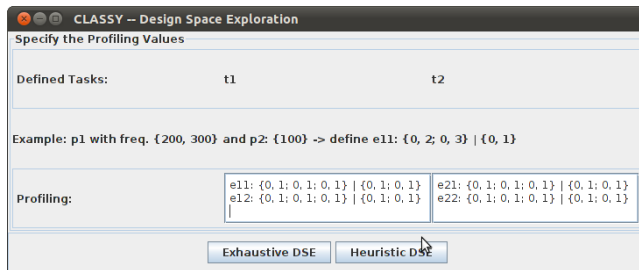 CLASSY -- Design Space Exploration
Specify the Profiling Values
Defined Tasks: t1 t2
Example: p1 with freq. {200, 300} and p2: {100} -> define e11: {0, 2; 0, 3} | {0, 1}
Profiling:
e11: {0, 1; 0, 1; 0, 1} | {0, 1; 0, 1}
e12: {0, 1; 0, 1; 0, 1} | {0, 1; 0, 1}
e21: {0, 1; 0, 1; 0, 1} | {0, 1; 0, 1}
e22: {0, 1; 0, 1; 0, 1} | {0, 1; 0, 1}
Exhaustive DSE Heuristic DSE